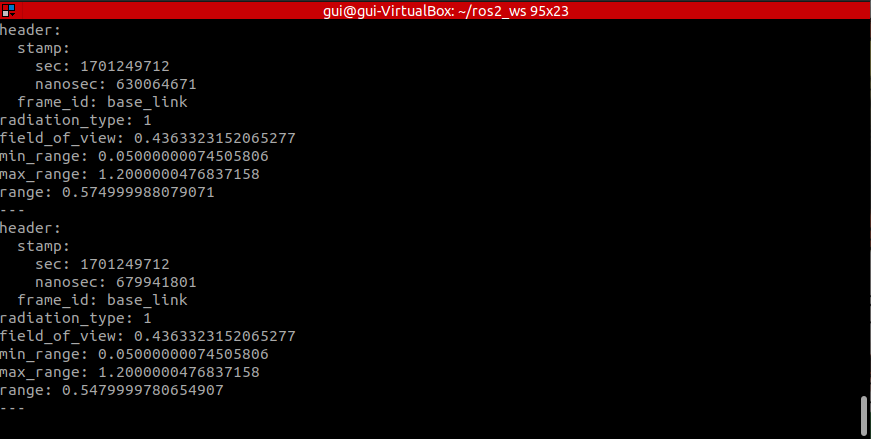 gui@gui-VirtualBox: ~/ros2_ws 95x23
header:
  stamp:
    sec: 1701249712
    nanosec: 630064671
  frame_id: base_link
radiation_type: 1
field_of_view: 0.4363323152065277
min_range: 0.05000000074505806
max_range: 1.2000000476837158
range: 0.574999988079071
---
header:
  stamp:
    sec: 1701249712
    nanosec: 679941801
  frame_id: base_link
radiation_type: 1
field_of_view: 0.4363323152065277
min_range: 0.05000000074505806
max_range: 1.2000000476837158
range: 0.5479999780654907
---